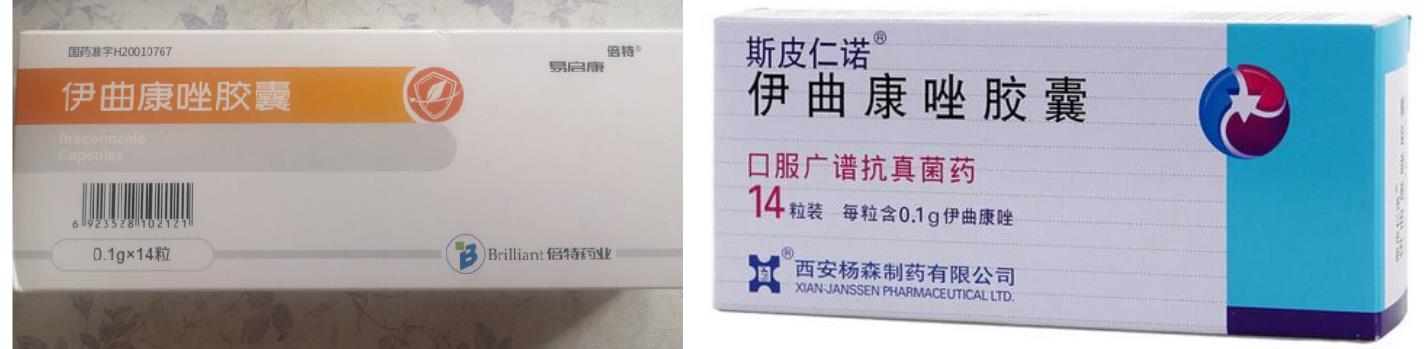 国药准字H20010767
倍特®
易启康
伊曲康唑胶囊
Itraconazole
Capsules
6 923528 102121
0.1g×14粒
Brilliant 倍特药业
斯皮仁诺®
伊曲康唑胶囊
口服广谱抗真菌药
14粒装 每粒含0.1g伊曲康唑
® 西安杨森制药有限公司
XIAN-JANSSEN PHARMACEUTICAL LTD.